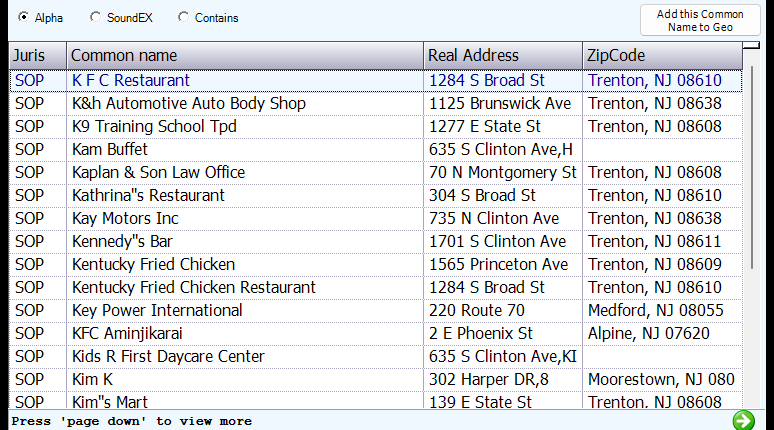 Alpha SoundEX Contains
Add this Common
Name to Geo
Juris Common name Real Address ZipCode
SOP K F C Restaurant 1284 S Broad St Trenton, NJ 08610
SOP K&h Automotive Auto Body Shop 1125 Brunswick Ave Trenton, NJ 08638
SOP K9 Training School Tpd 1277 E State St Trenton, NJ 08608
SOP Kam Buffet 635 S Clinton Ave,H
SOP Kaplan & Son Law Office 70 N Montgomery St Trenton, NJ 08608
SOP Kathrina"s Restaurant 304 S Broad St Trenton, NJ 08610
SOP Kay Motors Inc 735 N Clinton Ave Trenton, NJ 08638
SOP Kennedy"s Bar 1701 S Clinton Ave Trenton, NJ 08611
SOP Kentucky Fried Chicken 1565 Princeton Ave Trenton, NJ 08609
SOP Kentucky Fried Chicken Restaurant 1284 S Broad St Trenton, NJ 08610
SOP Key Power International 220 Route 70 Medford, NJ 08055
SOP KFC Aminjikarai 2 E Phoenix St Alpine, NJ 07620
SOP Kids R First Daycare Center 635 S Clinton Ave,KI
SOP Kim K 302 Harper DR,8 Moorestown, NJ 080
SOP Kim"s Mart 139 E State St Trenton, NJ 08608
Press 'page down' to view more